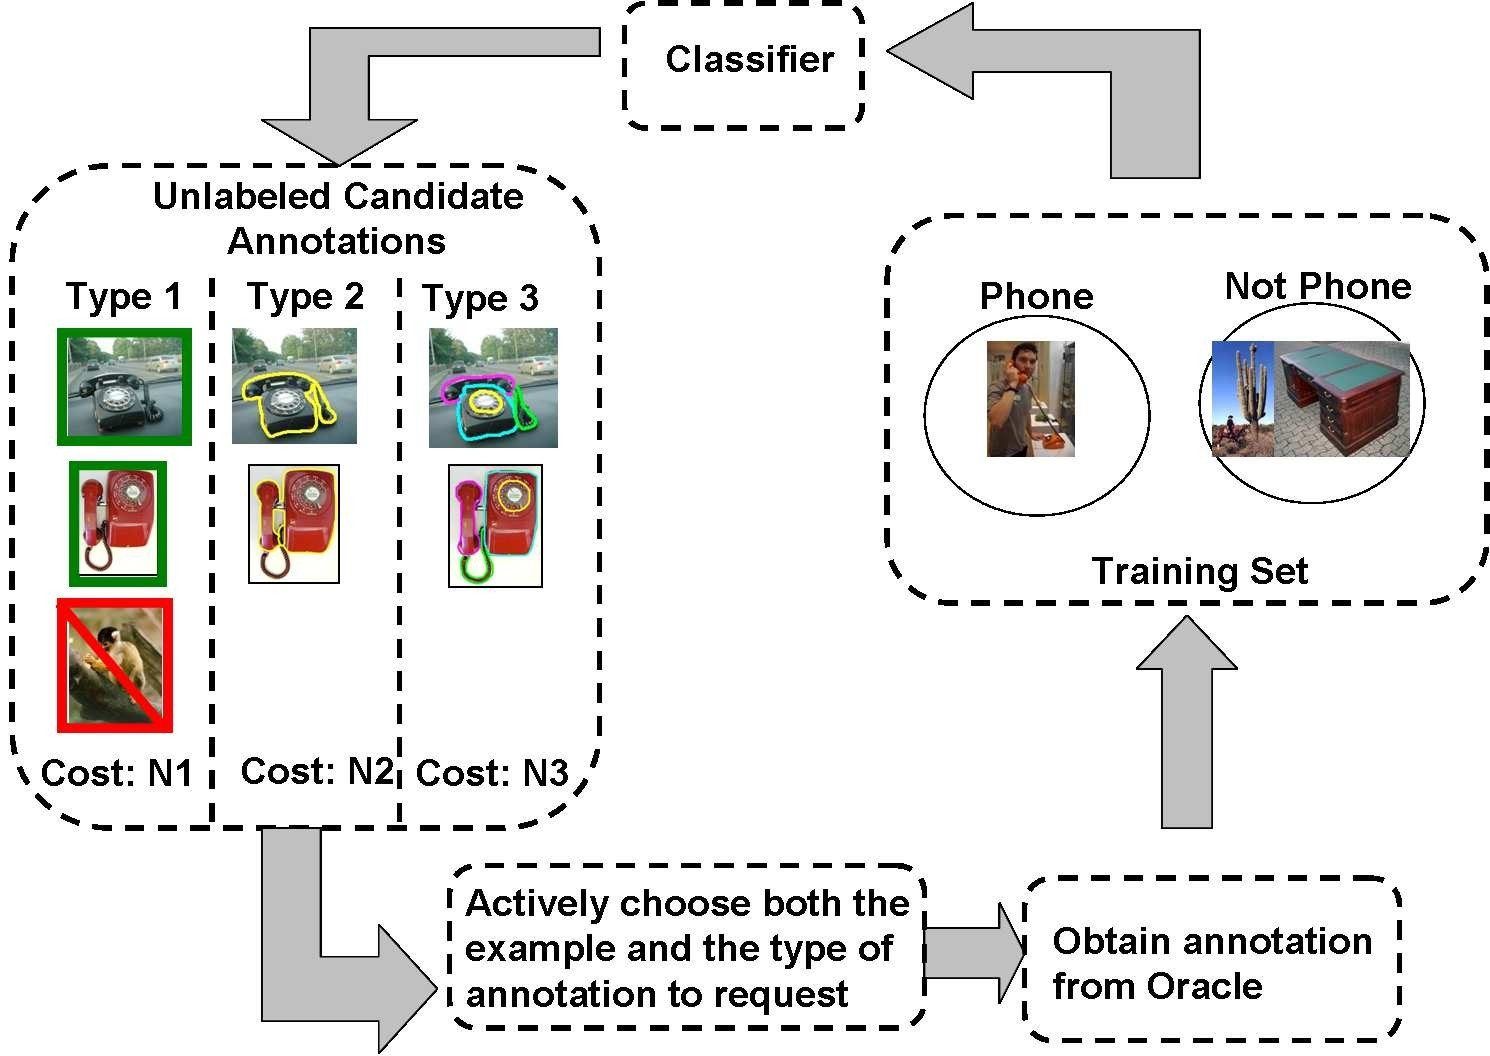 Classifier
Unlabeled Candidate
Annotations
Type 1
Type 2
Type 3
Cost: N1
Cost: N2
Cost: N3
Phone
Not Phone
Training Set
Actively choose both the
example and the type of
annotation to request
Obtain annotation
from Oracle